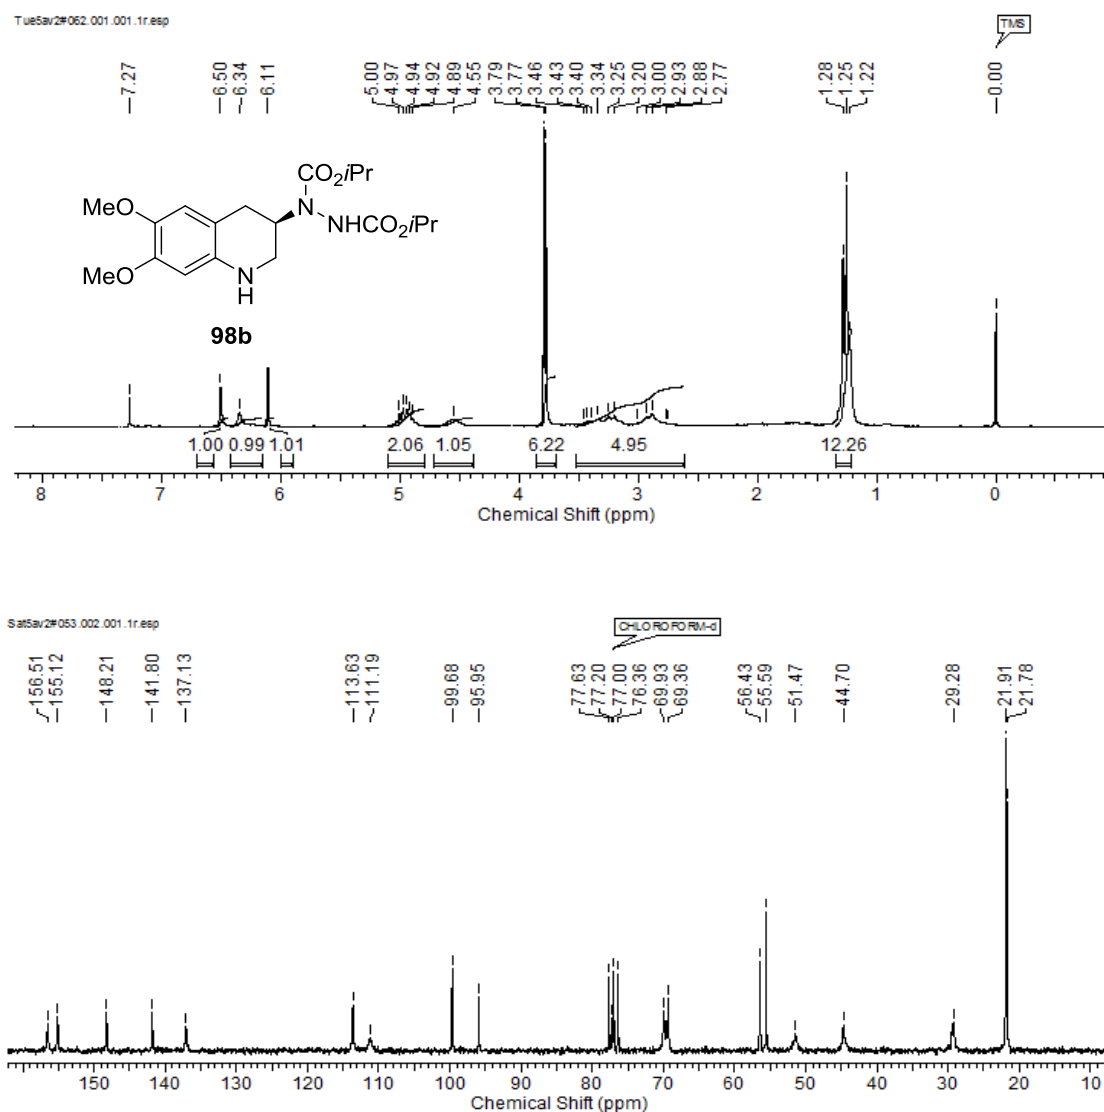 Tue5av2#062.001.001.1r.esp
TMS
7.27
6.50
6.34
6.11
5.00
4.97
4.94
4.92
4.89
4.55
3.79
3.77
3.46
3.43
3.40
3.34
3.25
3.20
3.00
2.93
2.88
2.77
1.28
1.25
1.22
0.00
CO2iPr
MeO
N
NHCO2iPr
MeO
N
H
98b
1.00 0.99 1.01 2.06 1.05 6.22 4.95 12.26
8 7 6 5 4 3 2 1 0
Chemical Shift (ppm)
Sat5av2#053.002.001.1r.esp
CHLOROFORM-d
156.51
155.12
148.21
141.80
137.13
113.63
111.19
99.68
95.95
77.63
77.20
77.00
76.36
69.93
69.36
56.43
55.59
51.47
44.70
29.28
21.91
21.78
150 140 130 120 110 100 90 80 70 60 50 40 30 20 10
Chemical Shift (ppm)